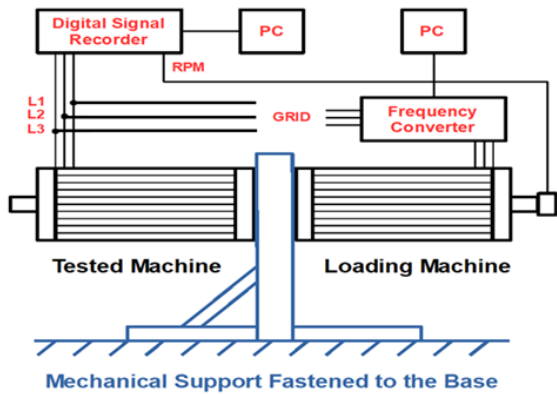 Digital Signal
Recorder
PC
PC
RPM
L1
L2
L3
GRID
Frequency
Converter
Tested Machine
Loading Machine
Mechanical Support Fastened to the Base